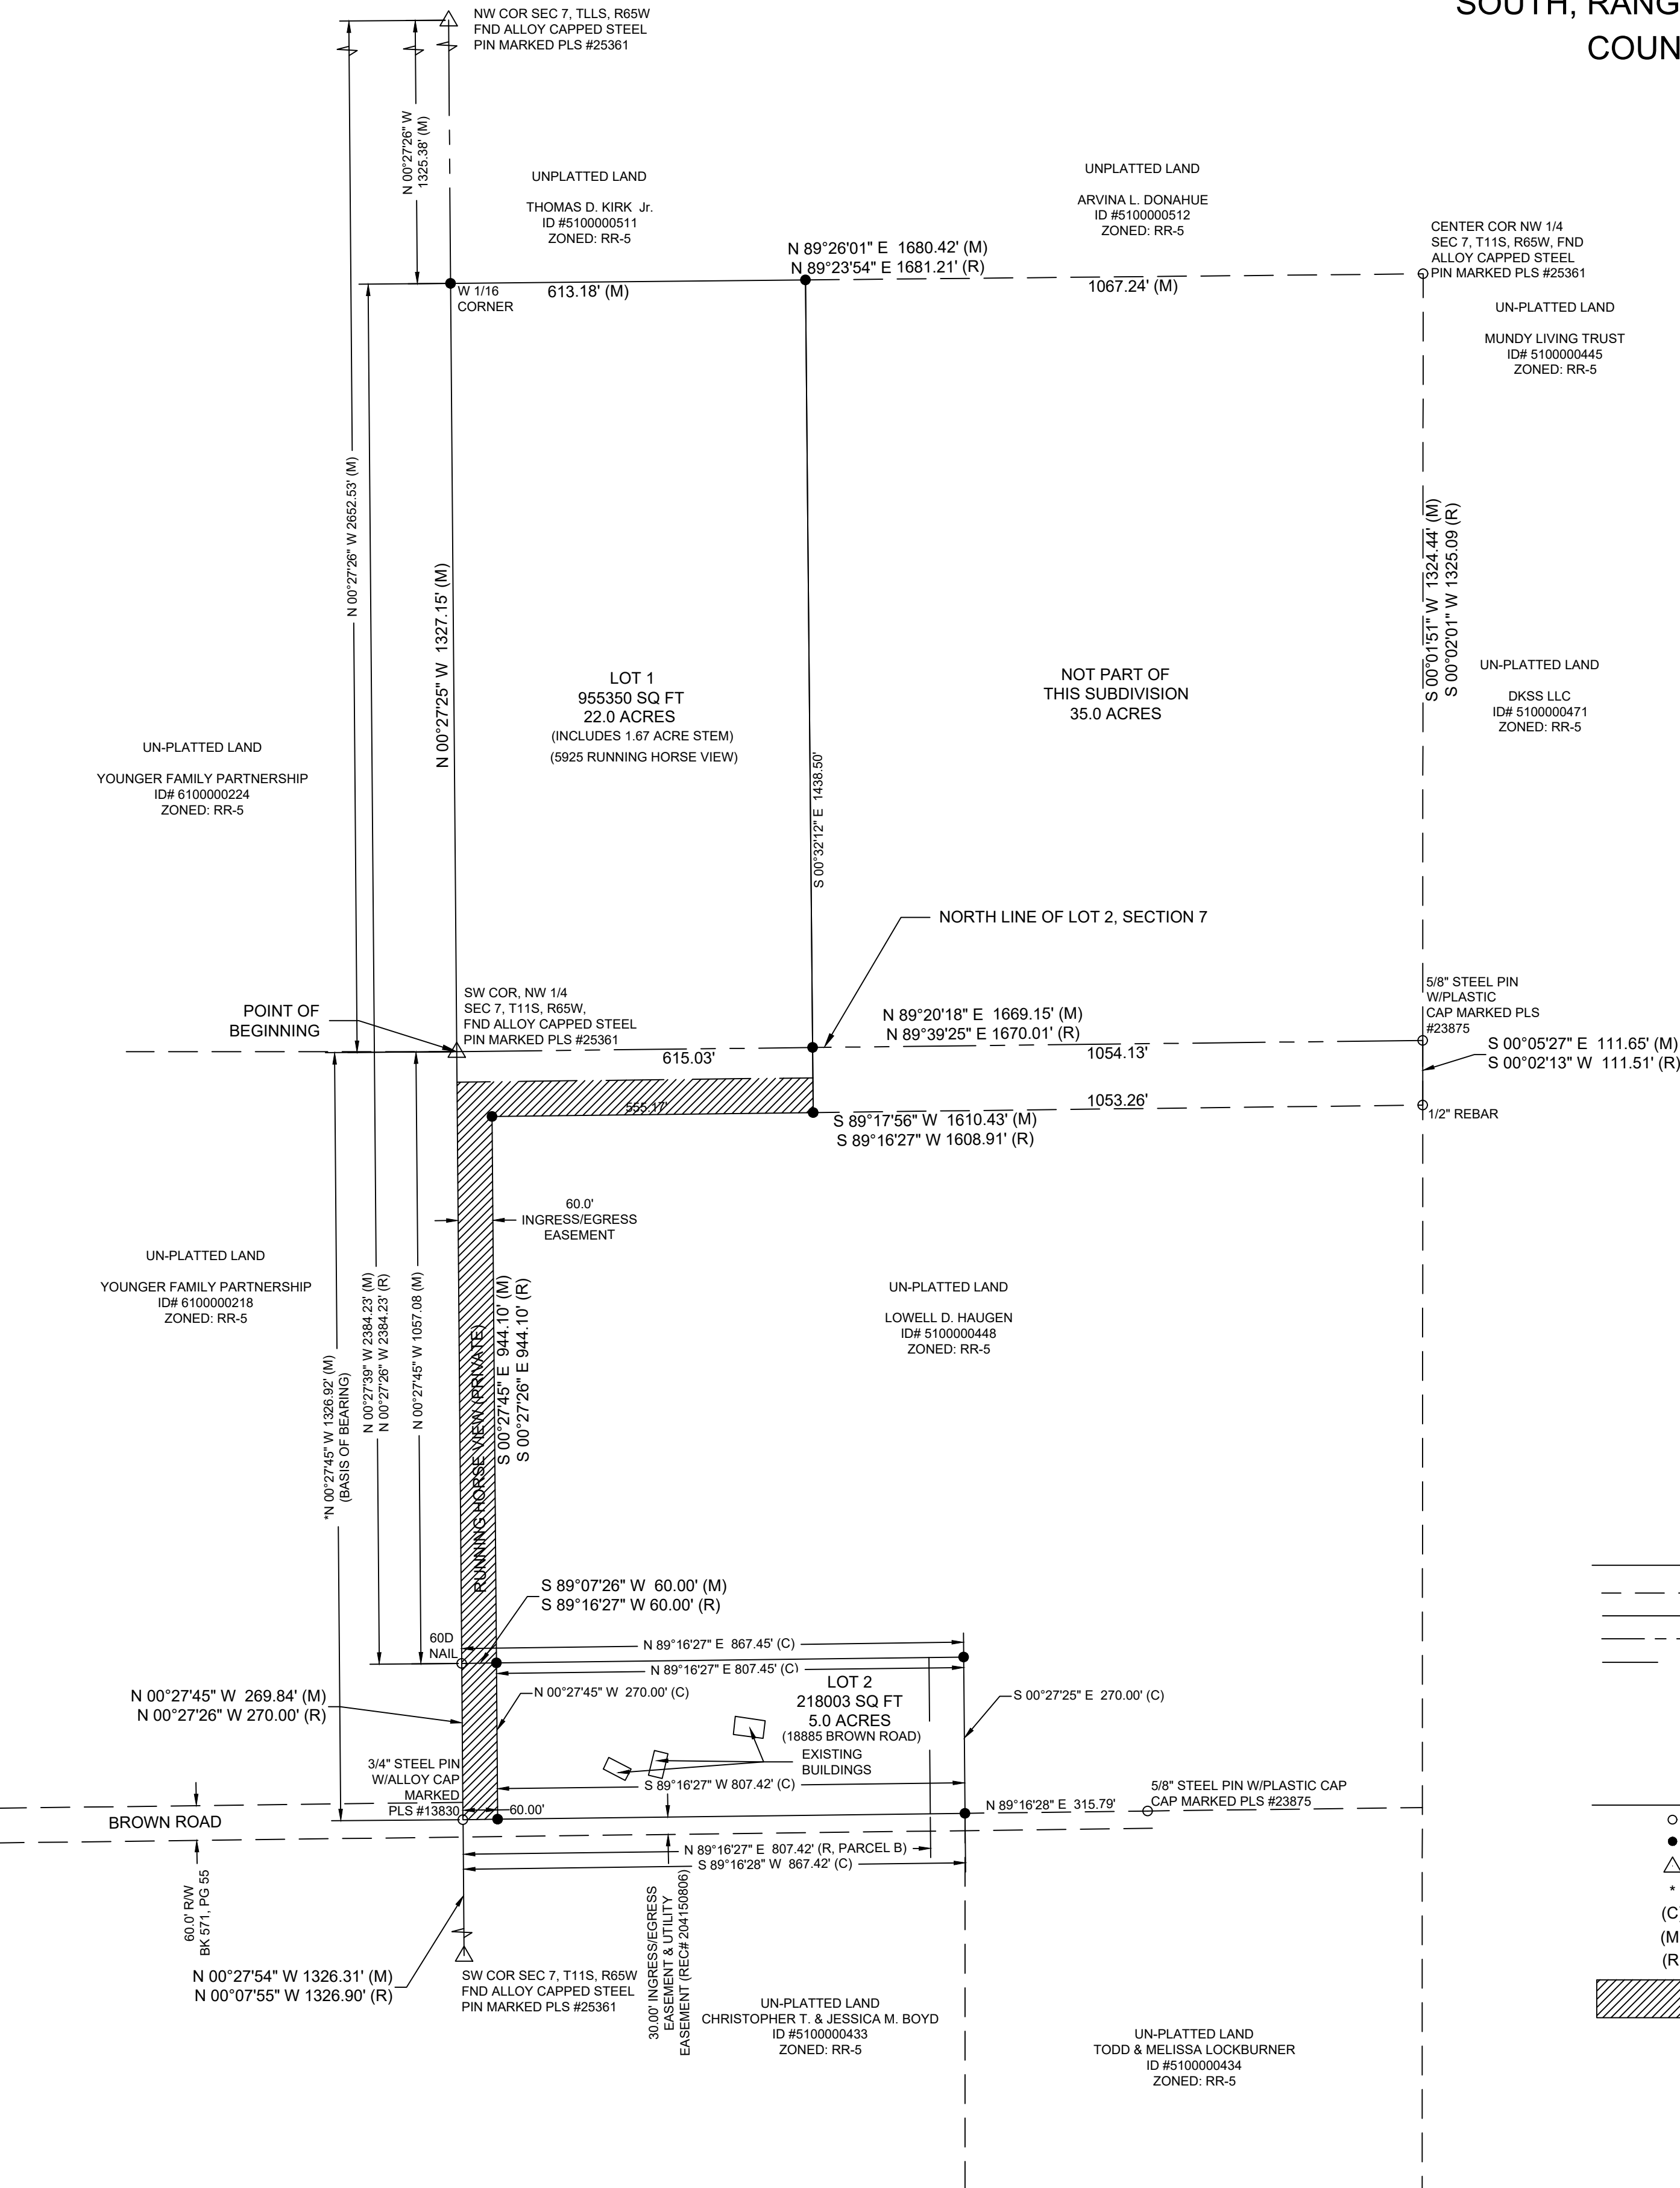 SOUTH, RANG
COUN
NW COR SEC 7, TLLS, R65W
FND ALLOY CAPPED STEEL
PIN MARKED PLS #25361
N 00°27'26" W
1325.38' (M)
UNPLATTED LAND
THOMAS D. KIRK Jr.
ID #5100000511
ZONED: RR-5
UNPLATTED LAND
ARVINA L. DONAHUE
ID #5100000512
ZONED: RR-5
N 89°26'01" E 1680.42' (M)
N 89°23'54" E 1681.21' (R)
CENTER COR NW 1/4
SEC 7, T11S, R65W, FND
ALLOY CAPPED STEEL
PIN MARKED PLS #25361
W 1/16
CORNER
613.18' (M)
1067.24' (M)
UN-PLATTED LAND
MUNDY LIVING TRUST
ID# 5100000445
ZONED: RR-5
N 00°27'26" W 2652.53' (M)
N 00°27'25" W 1327.15' (M)
S 00°01'51" W 1324.44' (M)
S 00°02'01" W 1325.09 (R)
LOT 1
955350 SQ FT
22.0 ACRES
(INCLUDES 1.67 ACRE STEM)
(5925 RUNNING HORSE VIEW)
NOT PART OF
THIS SUBDIVISION
35.0 ACRES
UN-PLATTED LAND
DKSS LLC
ID# 5100000471
ZONED: RR-5
UN-PLATTED LAND
YOUNGER FAMILY PARTNERSHIP
ID# 6100000224
ZONED: RR-5
S 00°32'12" E 1438.50'
NORTH LINE OF LOT 2, SECTION 7
POINT OF
BEGINNING
SW COR, NW 1/4
SEC 7, T11S, R65W,
FND ALLOY CAPPED STEEL
PIN MARKED PLS #25361
615.03'
N 89°20'18" E 1669.15' (M)
N 89°39'25" E 1670.01' (R)
1054.13'
5/8" STEEL PIN
W/PLASTIC
CAP MARKED PLS
#23875
S 00°05'27" E 111.65' (M)
S 00°02'13" W 111.51' (R)
555.17'
1053.26'
1/2" REBAR
S 89°17'56" W 1610.43' (M)
S 89°16'27" W 1608.91' (R)
60.0'
INGRESS/EGRESS
EASEMENT
UN-PLATTED LAND
YOUNGER FAMILY PARTNERSHIP
ID# 6100000218
ZONED: RR-5
UN-PLATTED LAND
LOWELL D. HAUGEN
ID# 5100000448
ZONED: RR-5
*N 00°27'45" W 1326.92' (M)
(BASIS OF BEARING)
N 00°27'39" W 2384.23' (M)
N 00°27'26" W 2384.23' (R)
N 00°27'45" W 1057.08 (M)
RUNNING HORSE VIEW (PRIVATE)
S 00°27'45" E 944.10' (M)
S 00°27'26" E 944.10' (R)
S 89°07'26" W 60.00' (M)
S 89°16'27" W 60.00' (R)
60D
NAIL
N 89°16'27" E 867.45' (C)
N 89°16'27" E 807.45' (C)
N 00°27'45" W 269.84' (M)
N 00°27'26" W 270.00' (R)
N 00°27'45" W 270.00' (C)
LOT 2
218003 SQ FT
5.0 ACRES
(18885 BROWN ROAD)
EXISTING
BUILDINGS
S 00°27'25" E 270.00' (C)
3/4" STEEL PIN
W/ALLOY CAP
MARKED
PLS #13830
60.00'
S 89°16'27" W 807.42' (C)
N 89°16'28" E 315.79'
5/8" STEEL PIN W/PLASTIC CAP
CAP MARKED PLS #23875
BROWN ROAD
60.0' R/W
BK 571, PG 55
N 89°16'27" E 807.42' (R, PARCEL B)
S 89°16'28" W 867.42' (C)
30.00' INGRESS/EGRESS
EASEMENT & UTILITY
EASEMENT (REC# 204150806)
N 00°27'54" W 1326.31' (M)
N 00°07'55" W 1326.90' (R)
SW COR SEC 7, T11S, R65W
FND ALLOY CAPPED STEEL
PIN MARKED PLS #25361
UN-PLATTED LAND
CHRISTOPHER T. & JESSICA M. BOYD
ID #5100000433
ZONED: RR-5
UN-PLATTED LAND
TODD & MELISSA LOCKBURNER
ID #5100000434
ZONED: RR-5
*
(C
(M
(R